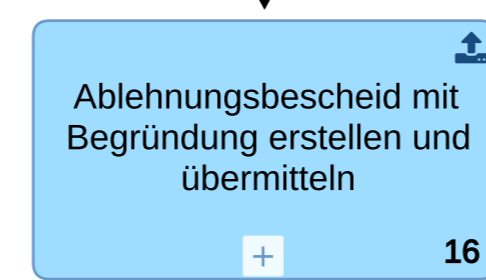 Ablehnungsbescheid mit
Begründung erstellen und
übermitteln
+
16